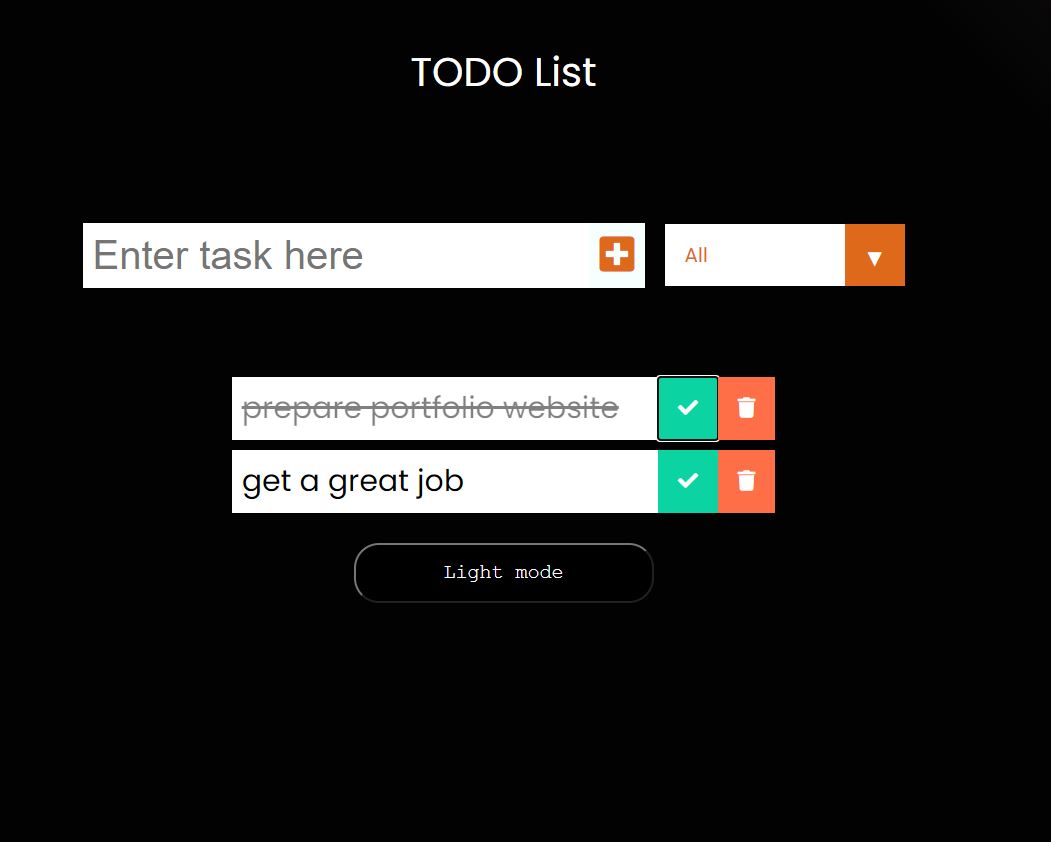 TODO List
Enter task here
All
prepare portfolio website
get a great job
Light mode